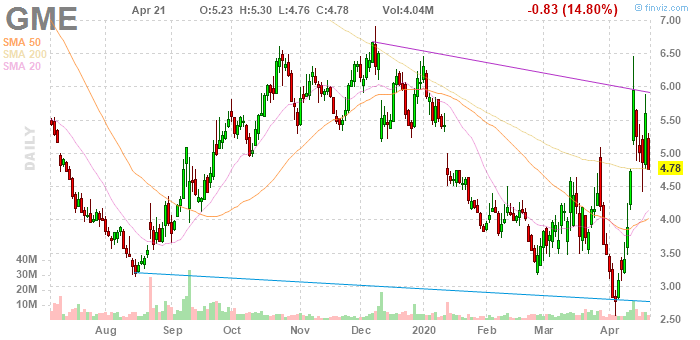 GME
Apr 21
O:5.23 H:5.30 L:4.76 C:4.78 Vol:4.04M
-0.83 (14.80%)
© finviz.com
SMA 50
SMA 200
SMA 20
DAILY
7.00
6.50
6.00
5.50
5.00
4.78
4.50
4.00
3.50
3.00
2.50
40M
30M
20M
10M
Aug Sep Oct Nov Dec 2020 Feb Mar Apr